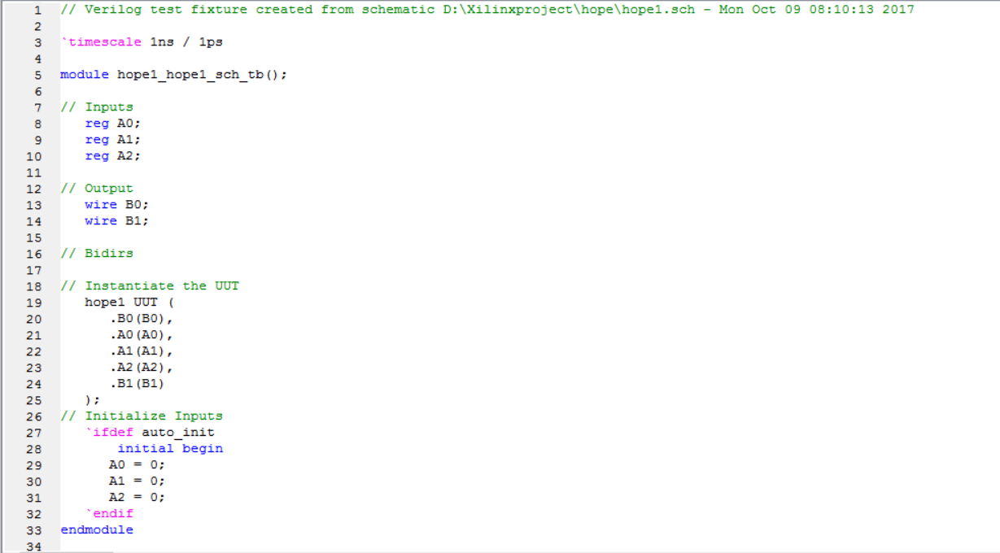 1 // Verilog test fixture created from schematic D:\Xilinxproject\hope\hope1.sch - Mon Oct 09 08:10:13 2017
2
3 `timescale 1ns / 1ps
4
5 module hope1_hope1_sch_tb();
6
7 // Inputs
8 reg A0;
9 reg A1;
10 reg A2;
11
12 // Output
13 wire B0;
14 wire B1;
15
16 // Bidirs
17
18 // Instantiate the UUT
19 hope1 UUT (
20 .B0(B0),
21 .A0(A0),
22 .A1(A1),
23 .A2(A2),
24 .B1(B1)
25 );
26 // Initialize Inputs
27 `ifdef auto_init
28 initial begin
29 A0 = 0;
30 A1 = 0;
31 A2 = 0;
32 `endif
33 endmodule
34